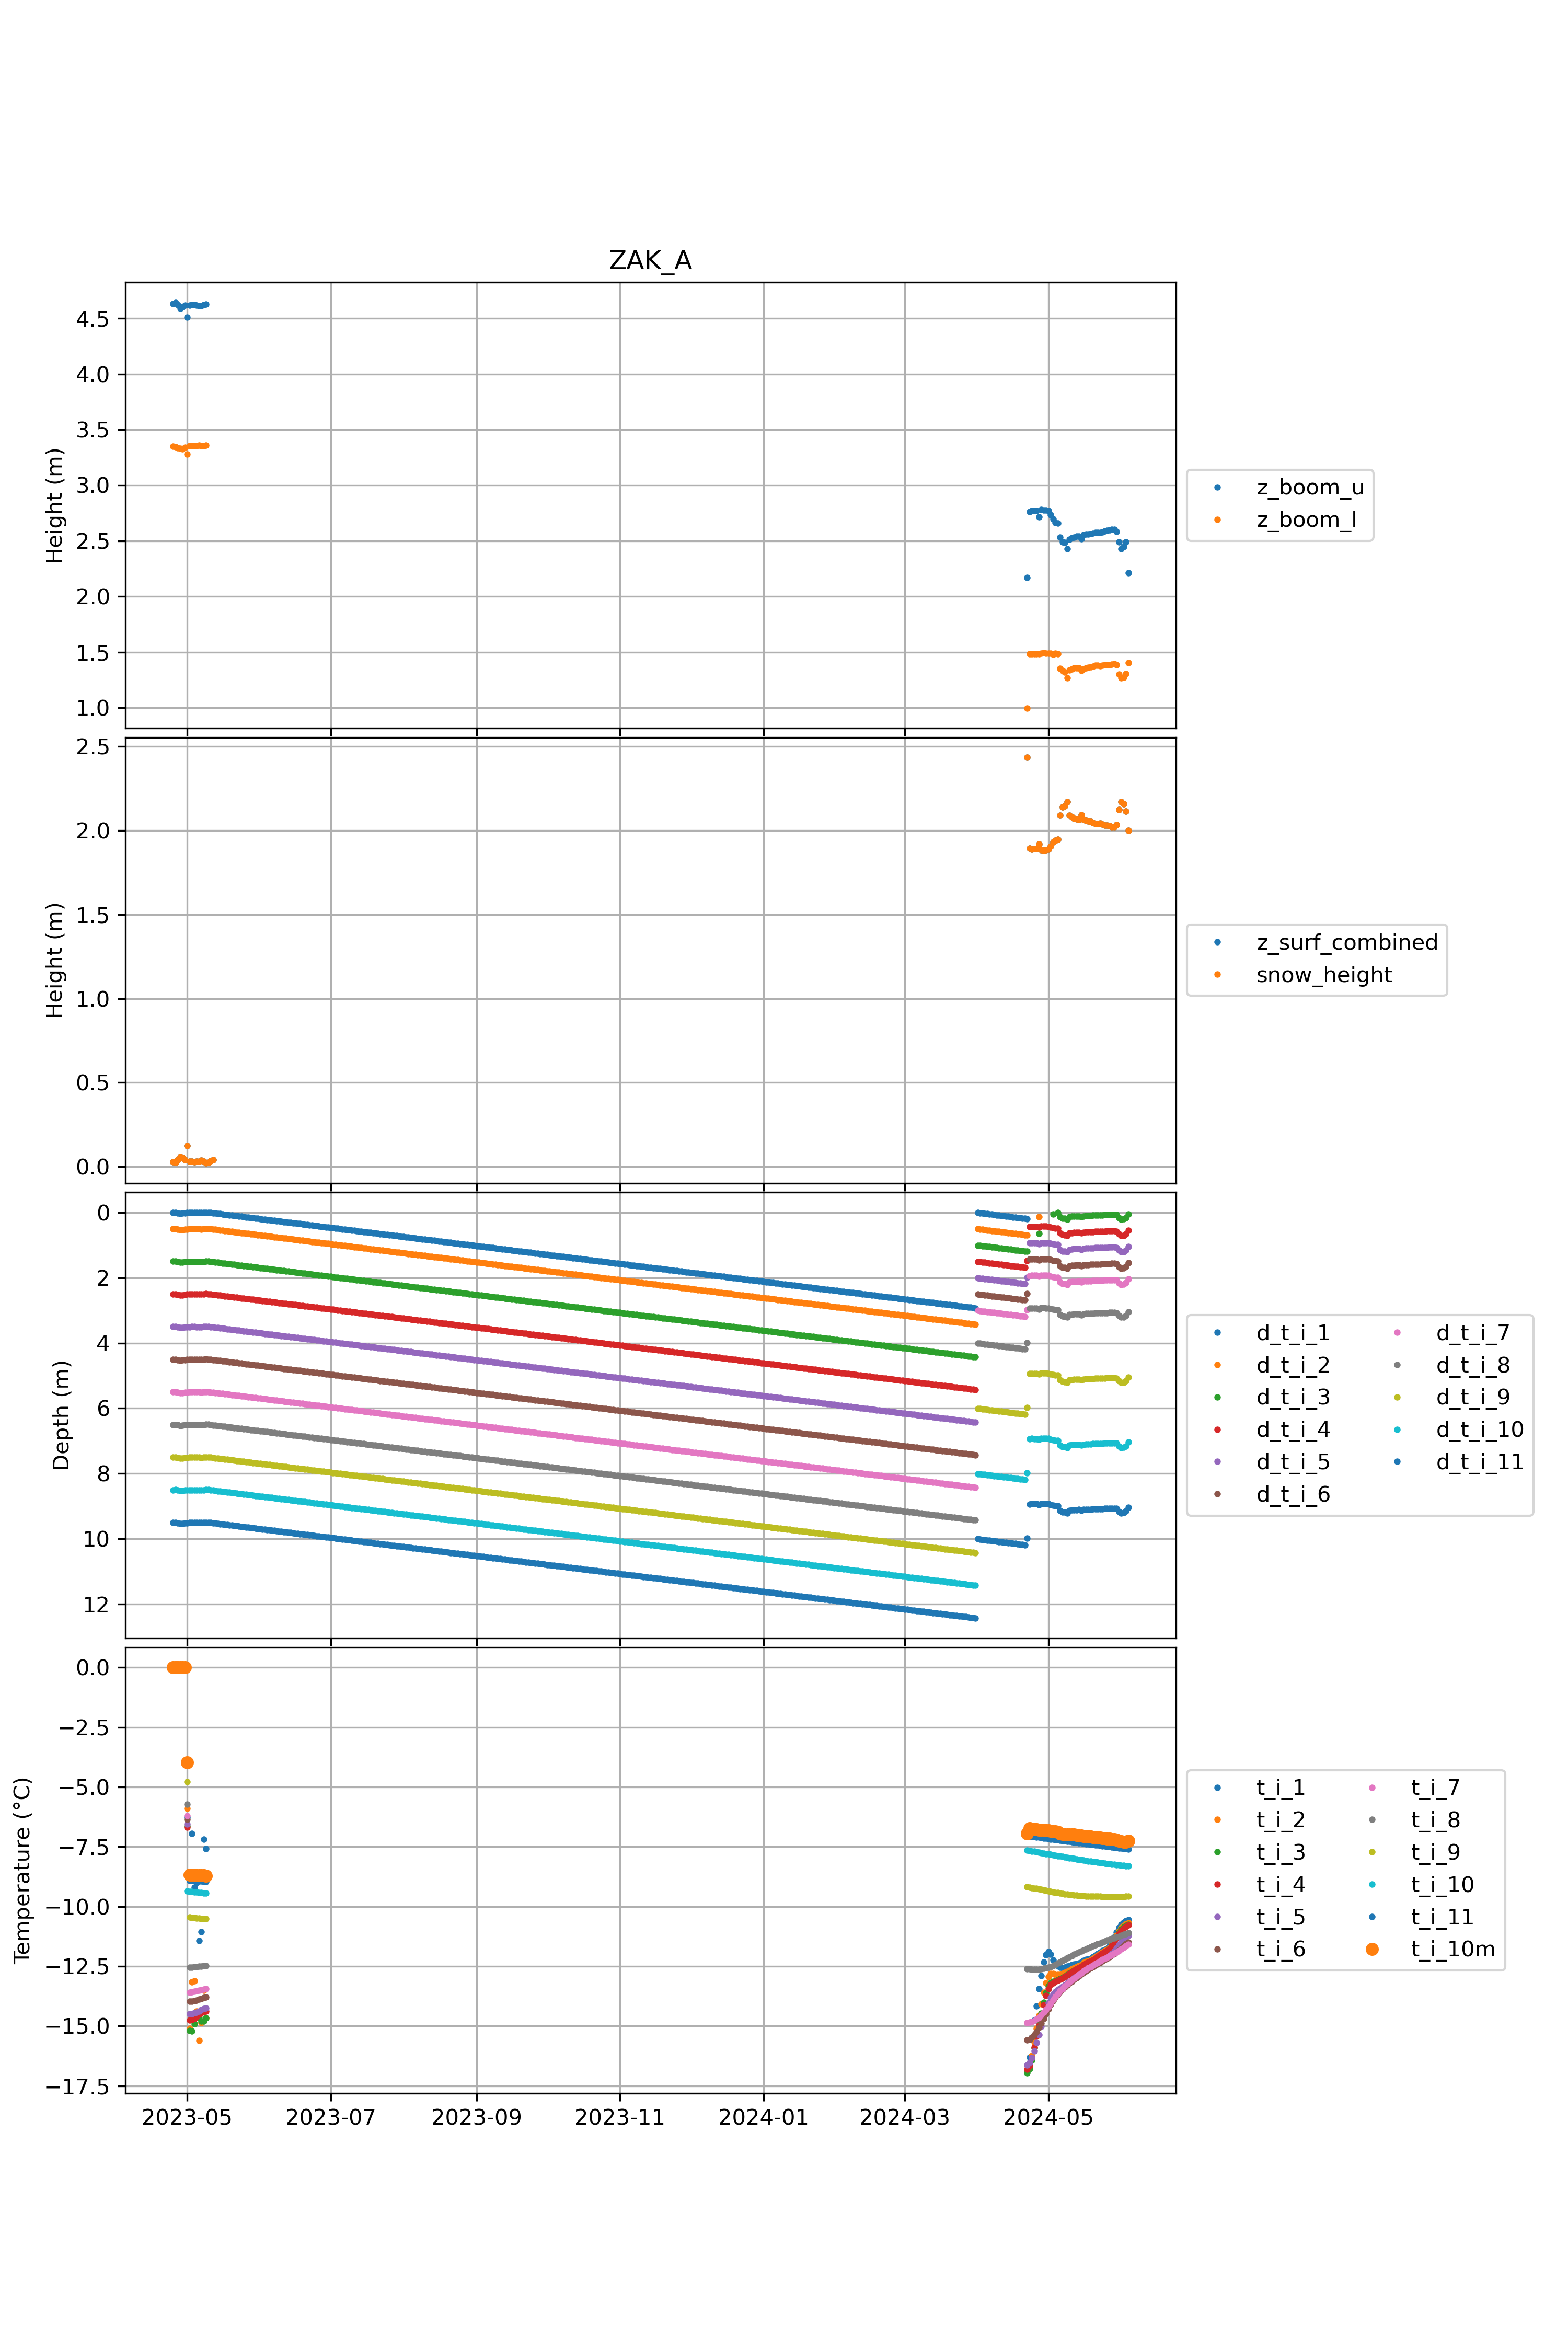 ZAK_A
Height (m)
4.5
4.0
3.5
3.0
2.5
2.0
1.5
1.0
z_boom_u
z_boom_l
Height (m)
2.5
2.0
1.5
1.0
0.5
0.0
z_surf_combined
snow_height
Depth (m)
0
2
4
6
8
10
12
d_t_i_1 d_t_i_7
d_t_i_2 d_t_i_8
d_t_i_3 d_t_i_9
d_t_i_4 d_t_i_10
d_t_i_5 d_t_i_11
d_t_i_6
Temperature (°C)
0.0
−2.5
−5.0
−7.5
−10.0
−12.5
−15.0
−17.5
t_i_1 t_i_7
t_i_2 t_i_8
t_i_3 t_i_9
t_i_4 t_i_10
t_i_5 t_i_11
t_i_6 t_i_10m
2023-05 2023-07 2023-09 2023-11 2024-01 2024-03 2024-05